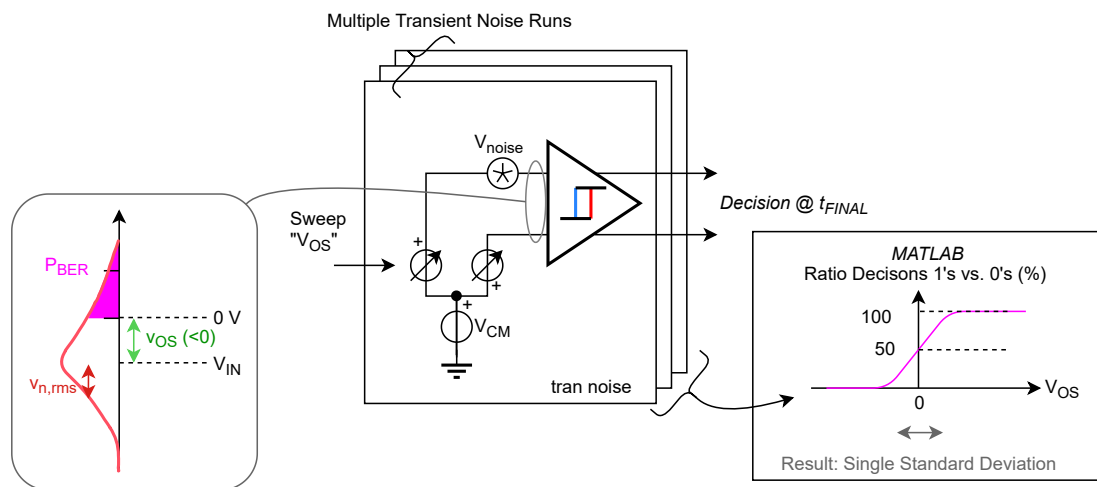 Multiple Transient Noise Runs
V_noise
Sweep
"V_OS"
+
+
+
V_CM
tran noise
Decision @ t_FINAL
P_BER
0 V
v_OS (<0)
V_IN
v_n,rms
MATLAB
Ratio Decisons 1's vs. 0's (%)
100
50
0
V_OS
Result: Single Standard Deviation